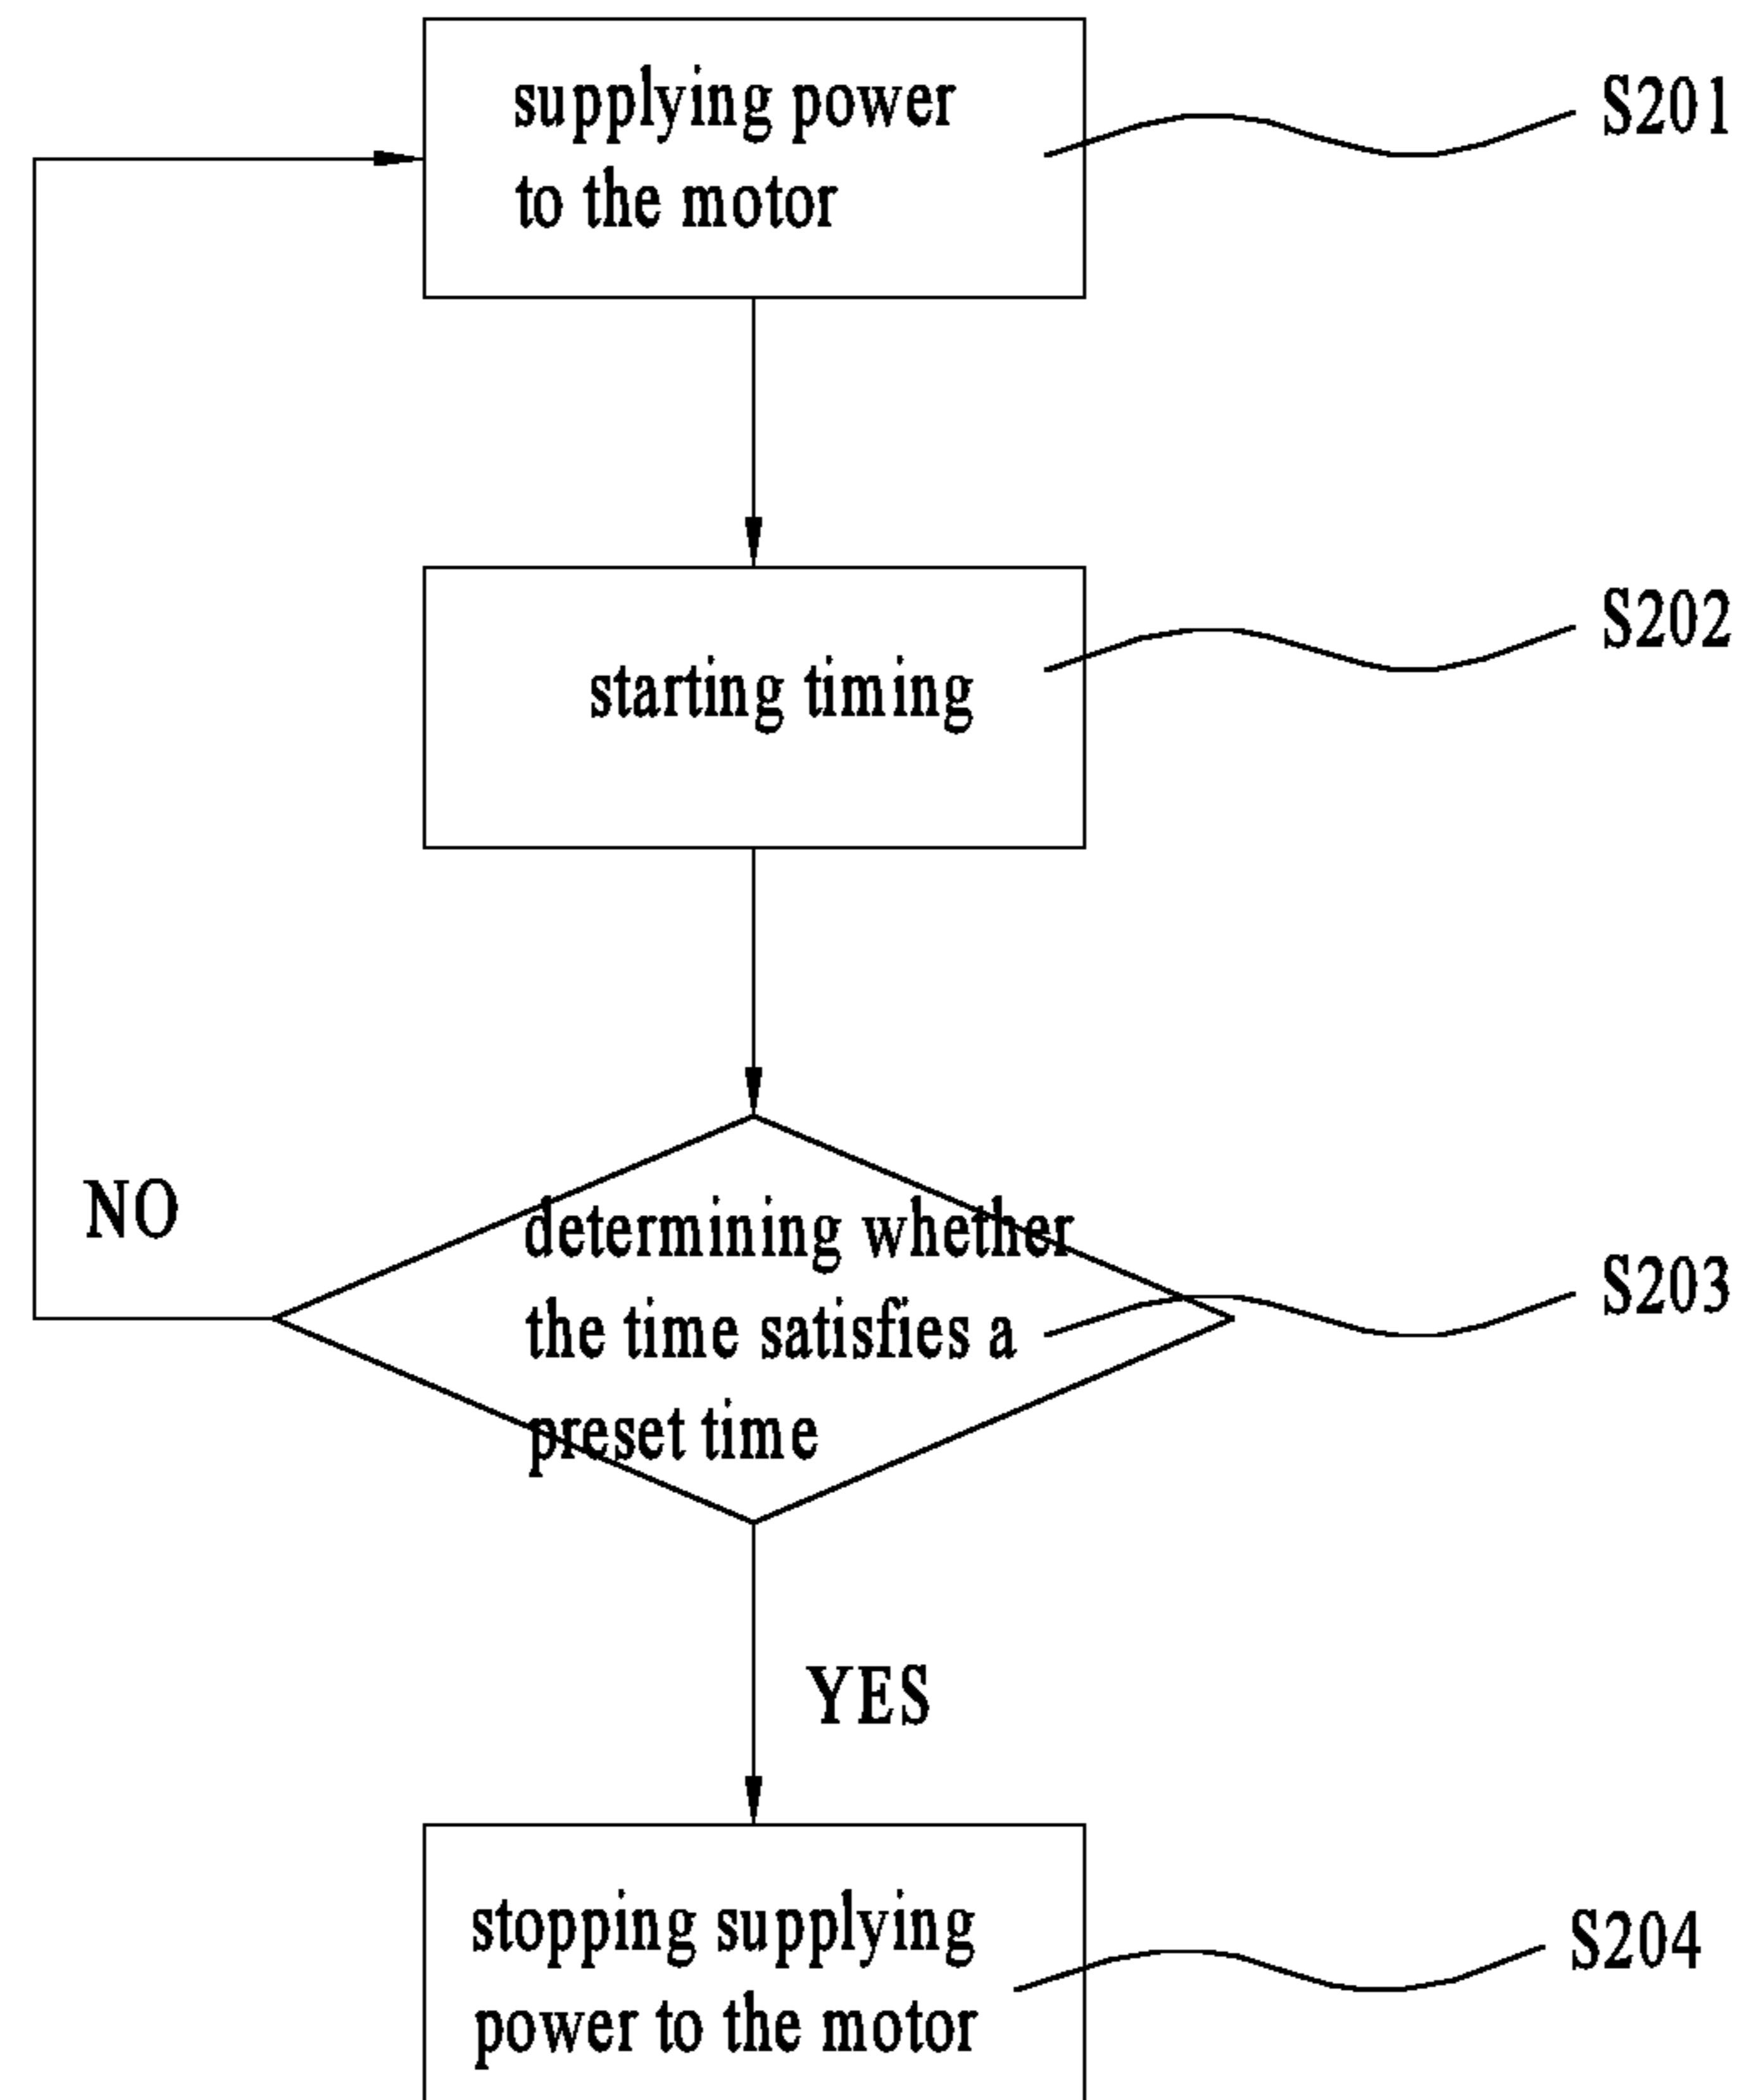 supplying power
to the motor
S201
starting timing
S202
NO
determining whether
the time satisfies a
preset time
S203
YES
stopping supplying
power to the motor
S204